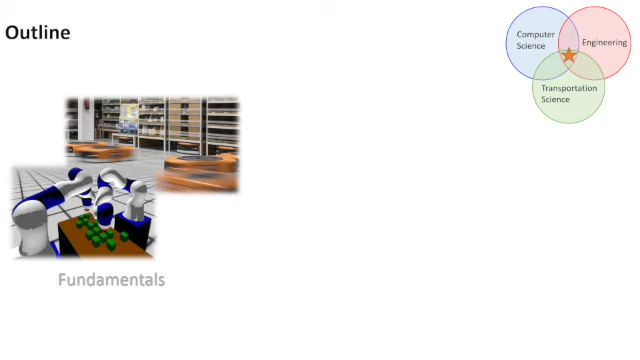 Outline
Computer
Science
Engineering
Transportation
Science
Fundamentals